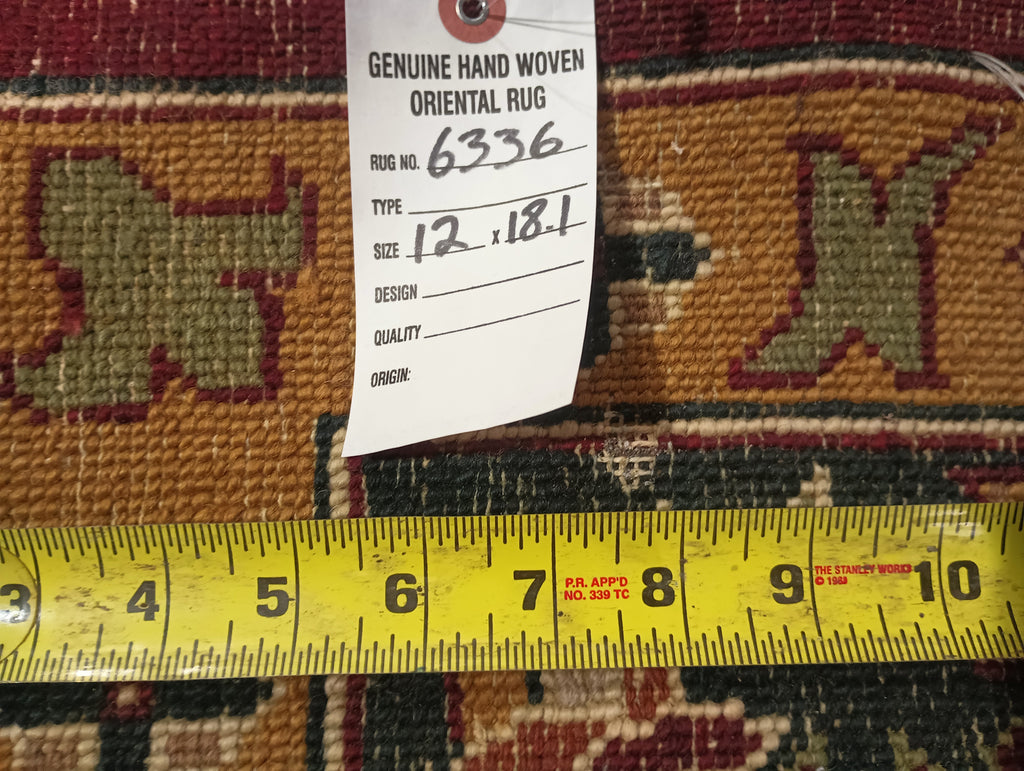 GENUINE HAND WOVEN
ORIENTAL RUG
RUG NO. 6336
TYPE
SIZE 12 x 18.1
DESIGN
QUALITY
ORIGIN:
3 4 5 6 7 P.R. APP'D 8 9 THE STANLEY WORKS 10
NO. 339 TC © 1983